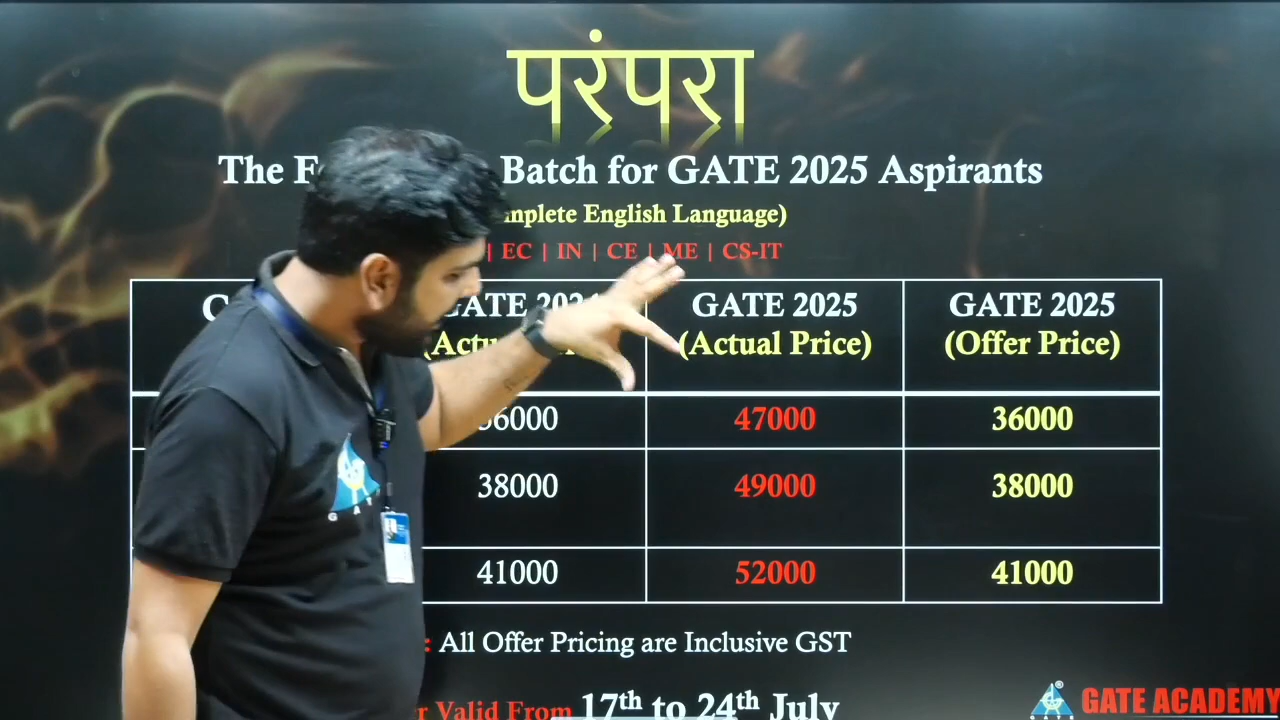 परंपरा
The Batch for GATE 2025 Aspirants
English Language)
| EC | IN | CE | ME | CS-IT
GATE 2025 GATE 2025
(Actual Price) (Offer Price)
47000 36000
38000 49000 38000
41000 52000 41000
: All Offer Pricing are Inclusive GST
Valid From 17th to 24th July
GATE ACADEMY